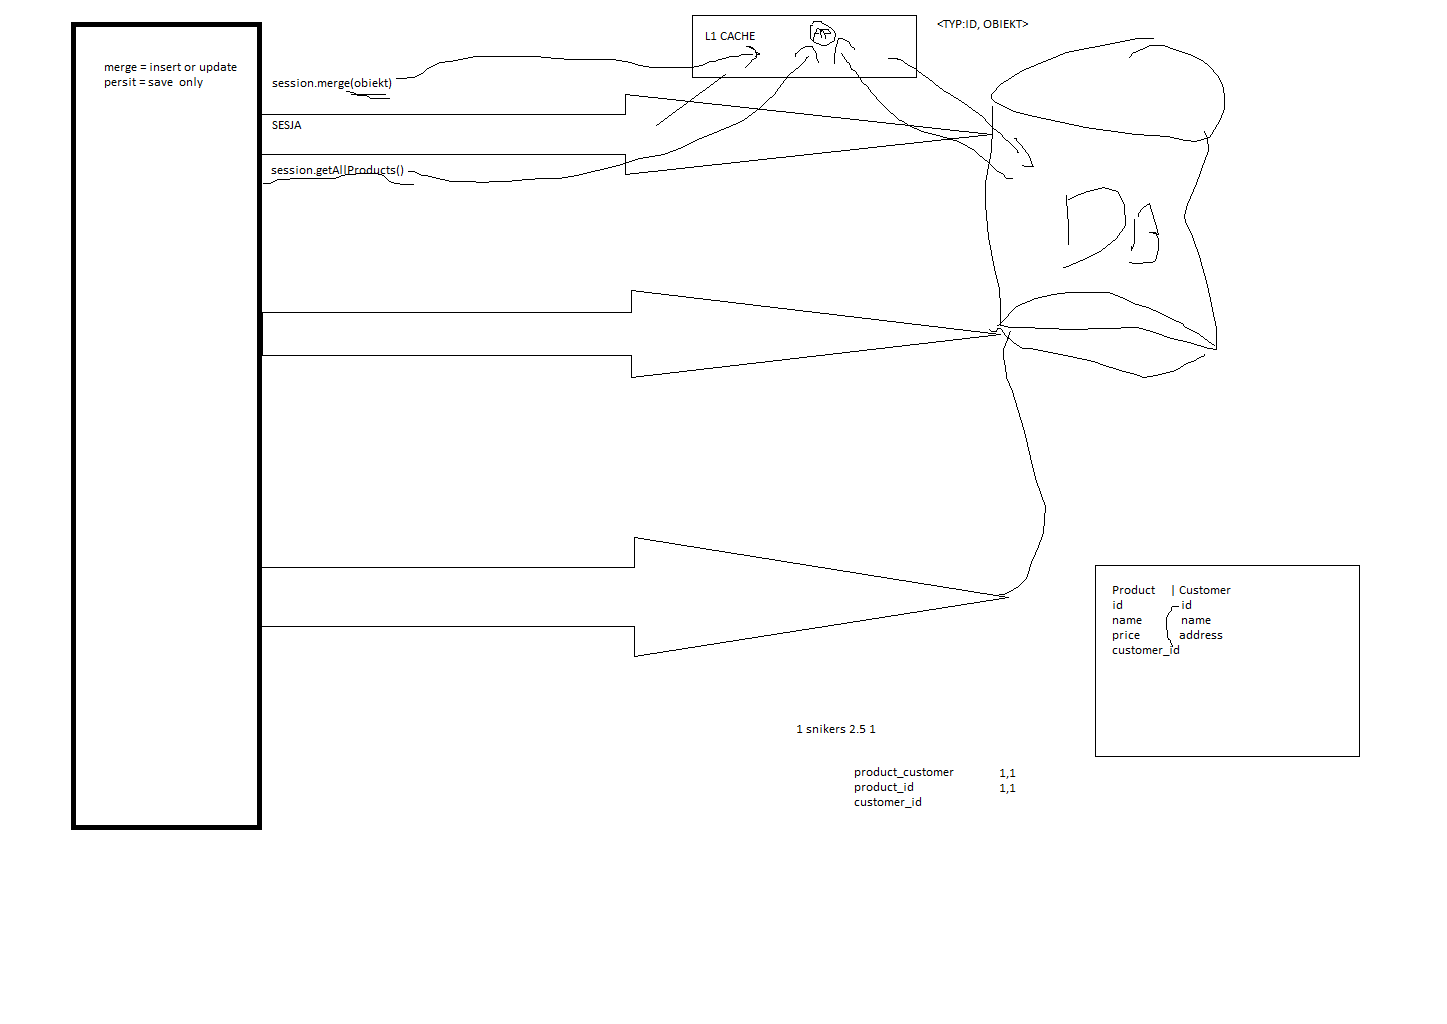 merge = insert or update
persit = save only
session.merge(obiekt)
SESJA
session.getAllProducts()
L1 CACHE
<TYP:ID, OBIEKT>
DB
Product | Customer
id id
name name
price address
customer_id
1 snikers 2.5 1
product_customer 1,1
product_id 1,1
customer_id